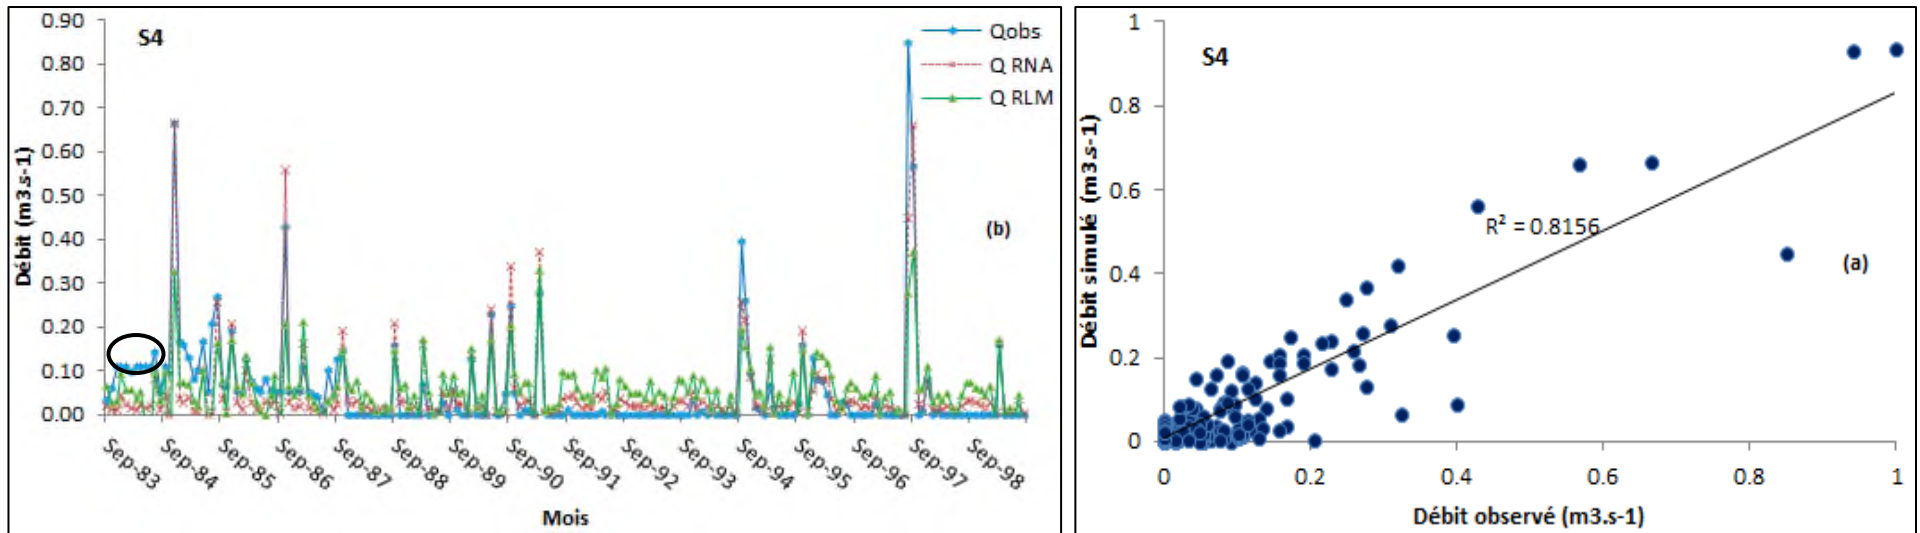 S4
Qobs
Q RNA
Q RLM
0.90
0.80
0.70
0.60
0.50
0.40
0.30
0.20
0.10
0.00
Débit (m3.s-1)
(b)
Sep-83
Sep-84
Sep-85
Sep-86
Sep-87
Sep-88
Sep-89
Sep-90
Sep-91
Sep-92
Sep-93
Sep-94
Sep-95
Sep-96
Sep-97
Sep-98
Mois
S4
1
0.8
0.6
0.4
0.2
0
Débit simulé (m3.s-1)
R² = 0.8156
(a)
0
0.2
0.4
0.6
0.8
1
Débit observé (m3.s-1)